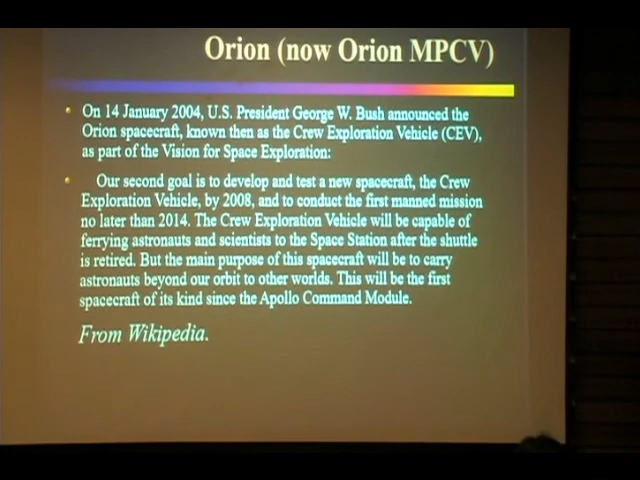 Orion (now Orion MPCV)
• On 14 January 2004, U.S. President George W. Bush announced the
Orion spacecraft, known then as the Crew Exploration Vehicle (CEV),
as part of the Vision for Space Exploration:
• Our second goal is to develop and test a new spacecraft, the Crew
Exploration Vehicle, by 2008, and to conduct the first manned mission
no later than 2014. The Crew Exploration Vehicle will be capable of
ferrying astronauts and scientists to the Space Station after the shuttle
is retired. But the main purpose of this spacecraft will be to carry
astronauts beyond our orbit to other worlds. This will be the first
spacecraft of its kind since the Apollo Command Module.
From Wikipedia.